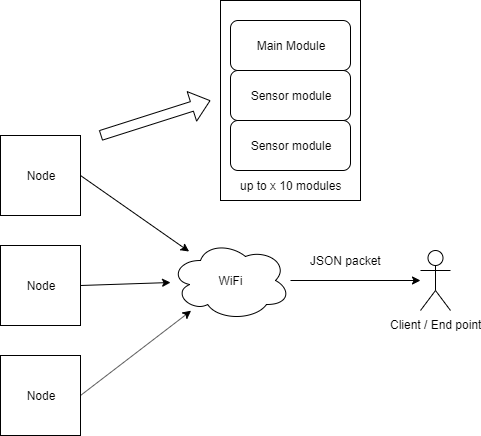 Main Module
Sensor module
Sensor module
up to x 10 modules
Node
Node
WiFi
JSON packet
Client / End point
Node